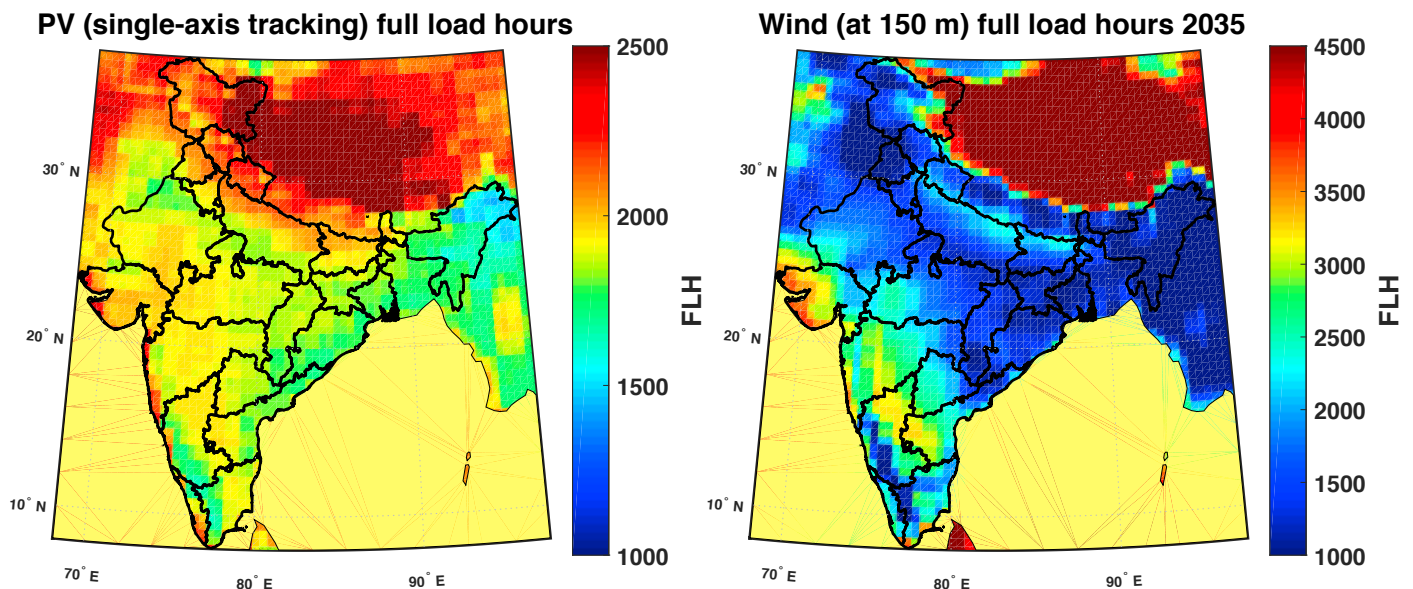 PV (single-axis tracking) full load hours
2500
2000
1500
1000
FLH
30° N
20° N
10° N
70° E
80° E
90° E
Wind (at 150 m) full load hours 2035
4500
4000
3500
3000
2500
2000
1500
1000
FLH
30° N
20° N
10° N
70° E
80° E
90° E